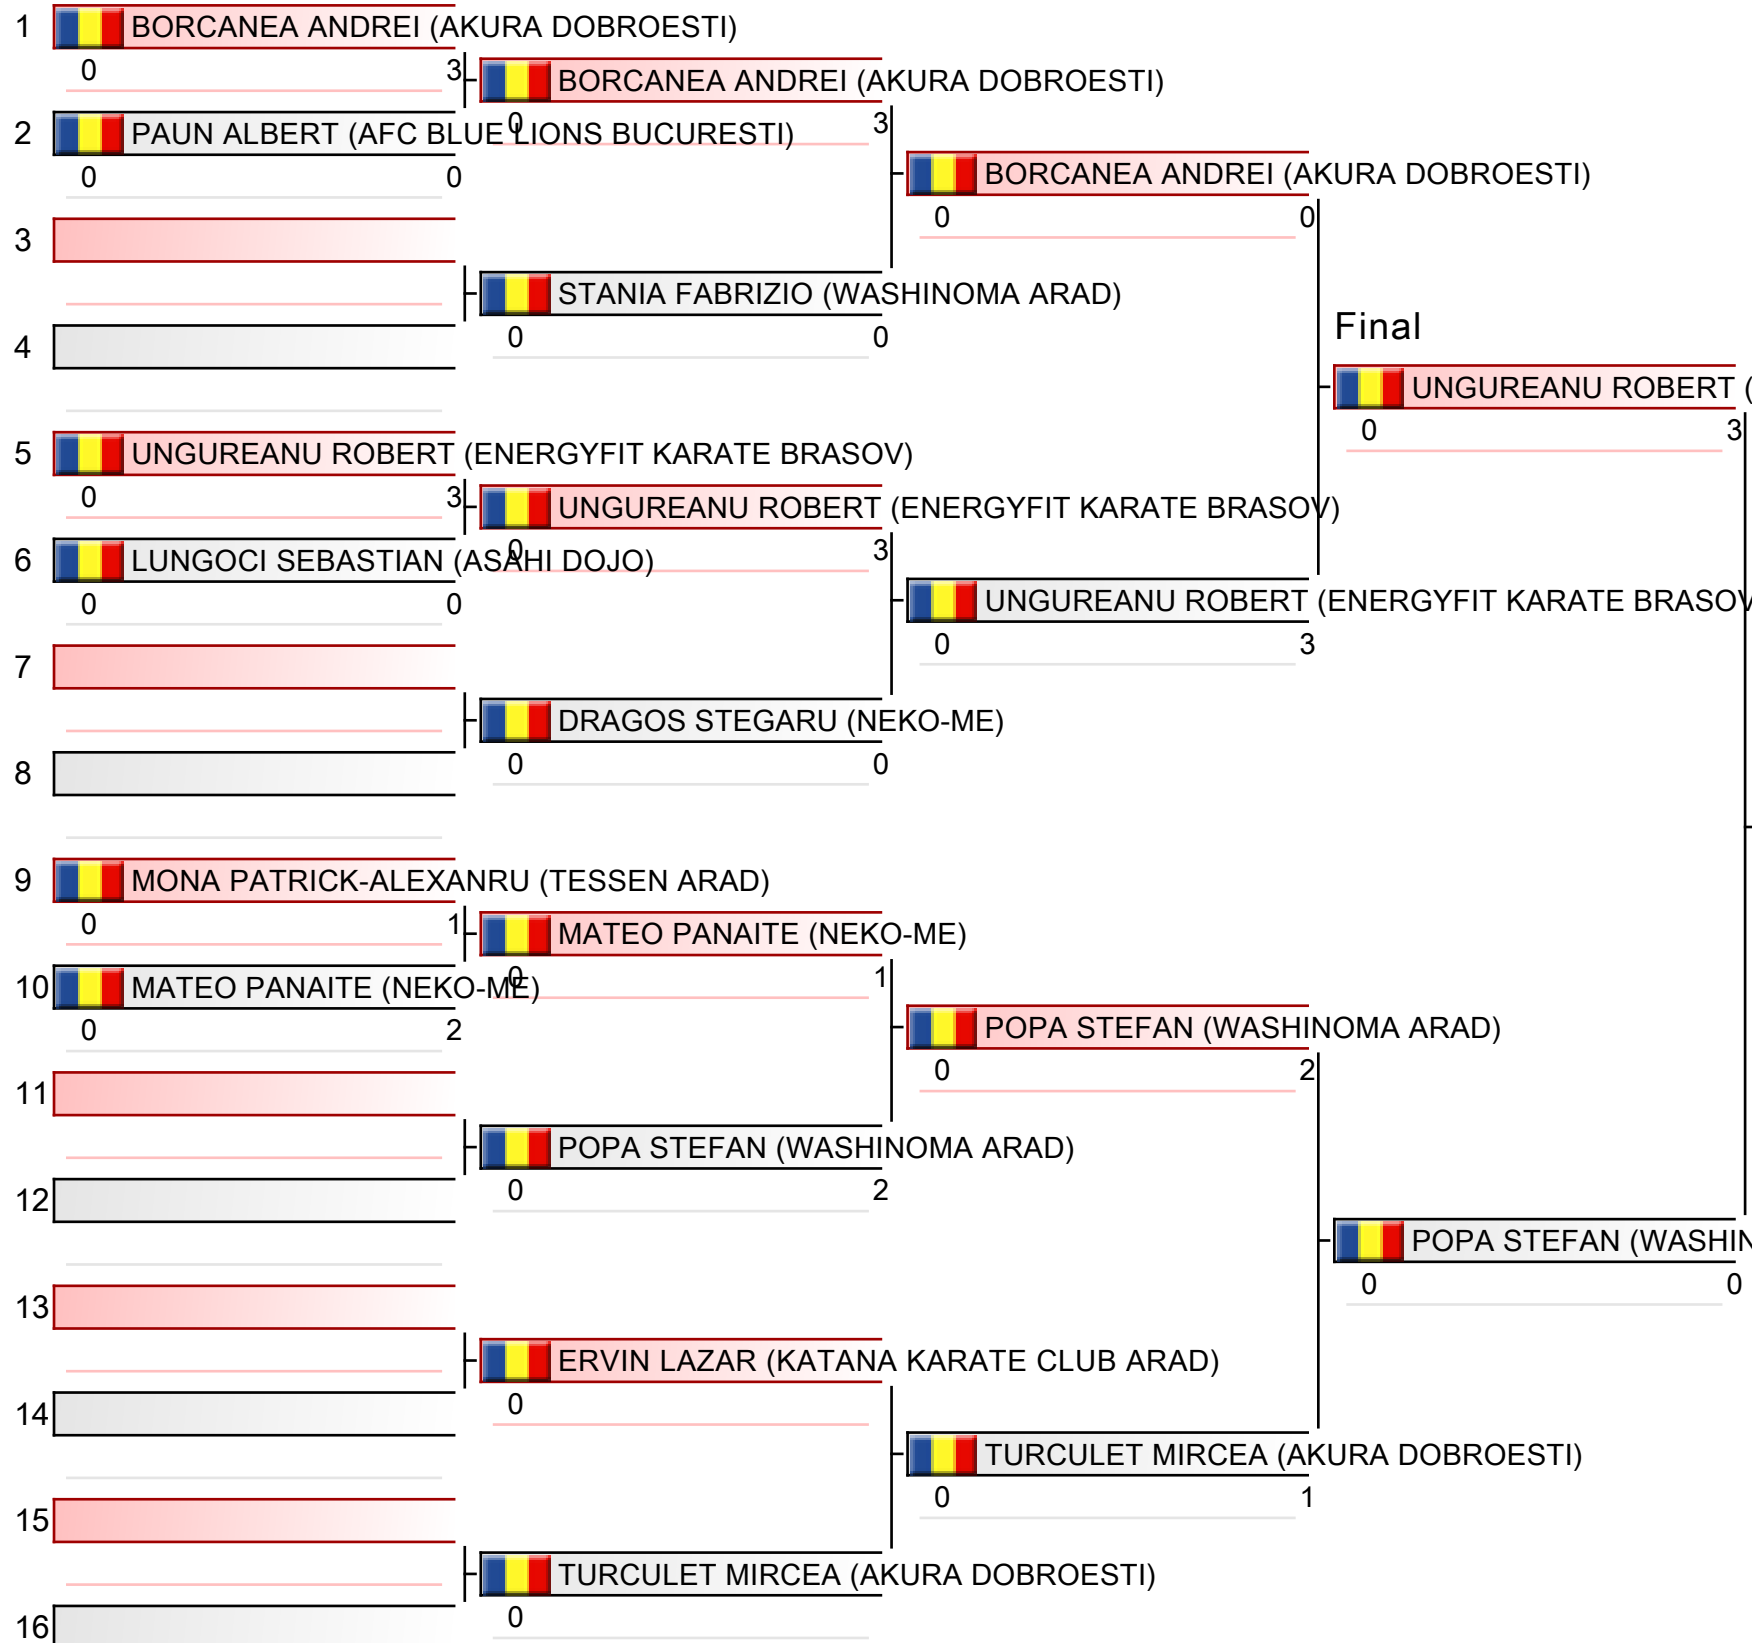 1 BORCANEA ANDREI (AKURA DOBROESTI)
0 3
BORCANEA ANDREI (AKURA DOBROESTI)
0 3
2 PAUN ALBERT (AFC BLUE LIONS BUCURESTI)
0 0
BORCANEA ANDREI (AKURA DOBROESTI)
0 0
3
STANIA FABRIZIO (WASHINOMA ARAD)
0 0
4
Final
UNGUREANU ROBERT (
0 3
5 UNGUREANU ROBERT (ENERGYFIT KARATE BRASOV)
0 3
UNGUREANU ROBERT (ENERGYFIT KARATE BRASOV)
0 3
6 LUNGOCI SEBASTIAN (ASAHI DOJO)
0 0
UNGUREANU ROBERT (ENERGYFIT KARATE BRASOV
0 3
7
DRAGOS STEGARU (NEKO-ME)
0 0
8
9 MONA PATRICK-ALEXANRU (TESSEN ARAD)
0 1
MATEO PANAITE (NEKO-ME)
0 1
10 MATEO PANAITE (NEKO-ME)
0 2
POPA STEFAN (WASHINOMA ARAD)
0 2
11
POPA STEFAN (WASHINOMA ARAD)
0 2
12
POPA STEFAN (WASHIN
0 0
13
ERVIN LAZAR (KATANA KARATE CLUB ARAD)
0
14
TURCULET MIRCEA (AKURA DOBROESTI)
0 1
15
TURCULET MIRCEA (AKURA DOBROESTI)
0
16